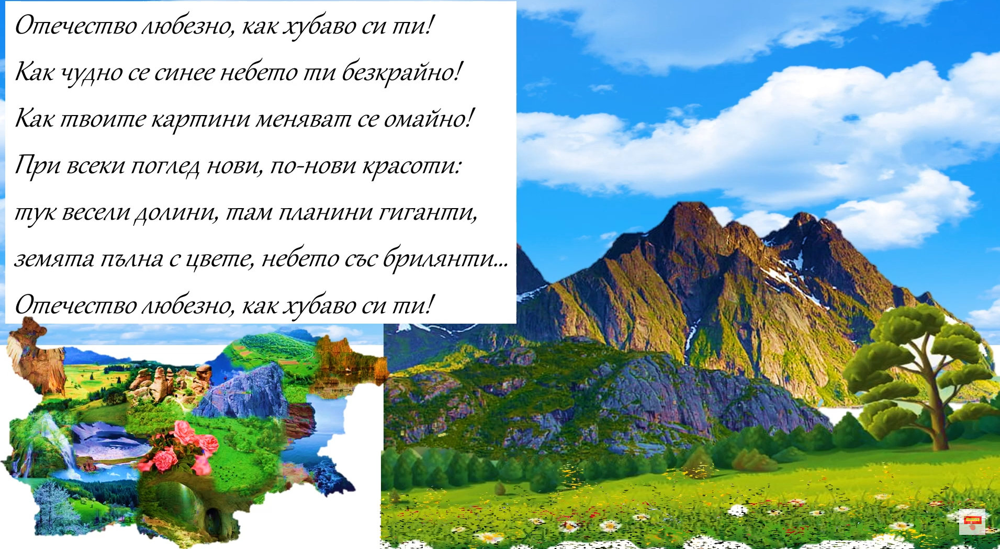 Отечество любезно, как хубаво си ти!
Как чудно се синее небето ти безкрайно!
Как твоите картини меняват се омайно!
При всеки поглед нови, по-нови красоти:
тук весели долини, там планини гиганти,
земята пълна с цвете, небето със брилянти...
Отечество любезно, как хубаво си ти!